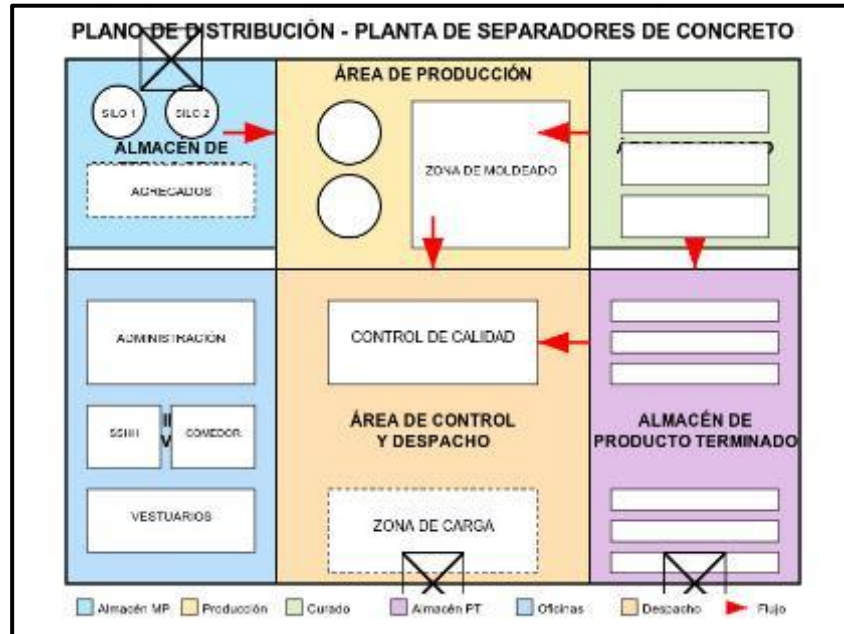 PLANO DE DISTRIBUCIÓN - PLANTA DE SEPARADORES DE CONCRETO
ÁREA DE PRODUCCIÓN
SILO 1
SILO 2
ALMACÉN DE
AGREGADOS
ZONA DE MOLDEADO
ADMINISTRACIÓN
CONTROL DE CALIDAD
SSHH
COMEDOR
ÁREA DE CONTROL
Y DESPACHO
ALMACÉN DE
PRODUCTO TERMINADO
VESTUARIOS
ZONA DE CARGA
Almacén MP
Producción
Curado
Almacén PT
Oficinas
Despacho
Flujo